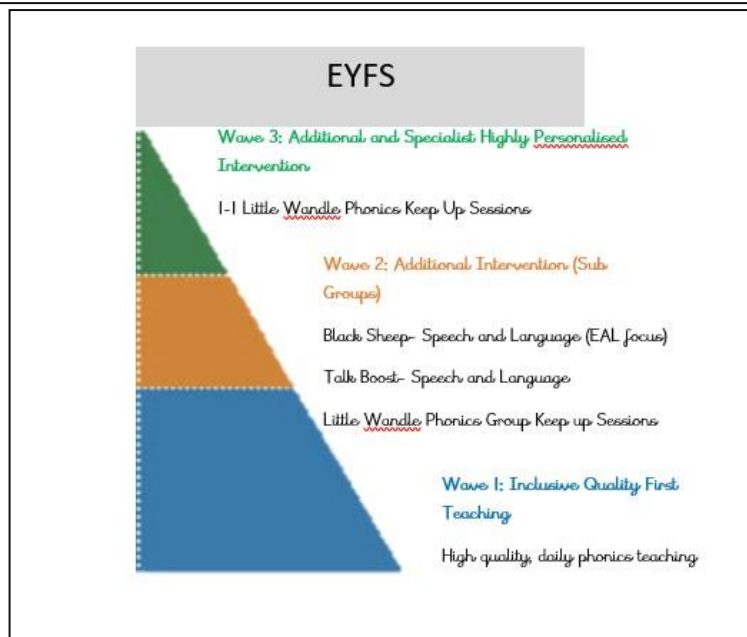 EYFS
Wave 3: Additional and Specialist Highly Personalised
Intervention
1-1 Little Wandle Phonics Keep Up Sessions
Wave 2: Additional Intervention (Sub
Groups)
Black Sheep- Speech and Language (EAL focus)
Talk Boost- Speech and Language
Little Wandle Phonics Group Keep up Sessions
Wave 1: Inclusive Quality First
Teaching
High quality, daily phonics teaching